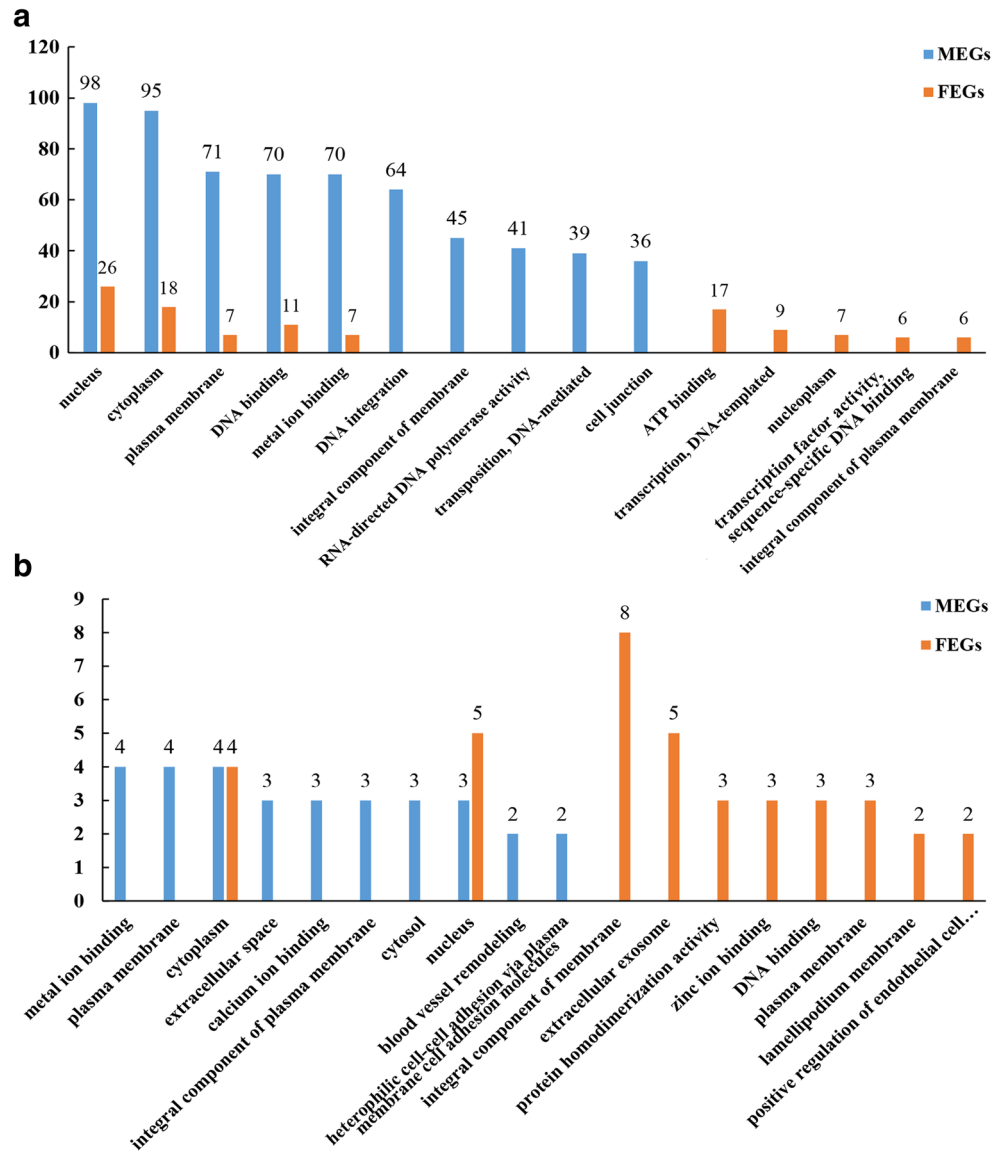 a
120
100
80
60
40
20
0
98
26
95
18
71
7
70
11
70
7
64
45
41
39
36
17
9
7
6
6
MEGs
FEGs
nucleus
cytoplasm
plasma membrane
DNA binding
metal ion binding
DNA integration
integral component of membrane
RNA-directed DNA polymerase activity
transposition, DNA-mediated
cell junction
ATP binding
transcription, DNA-templated
nucleoplasm
transcription factor activity,
sequence-specific DNA binding
integral component of plasma membrane
b
9
8
7
6
5
4
3
2
1
0
4
4
4
4
3
3
3
3
3
5
2
2
8
5
3
3
3
3
2
2
MEGs
FEGs
metal ion binding
plasma membrane
cytoplasm
extracellular space
calcium ion binding
integral component of plasma membrane
cytosol
nucleus
blood vessel remodeling
heterophilic cell-cell adhesion via plasma
membrane cell adhesion molecules
integral component of membrane
extracellular exosome
protein homodimerization activity
zinc ion binding
DNA binding
plasma membrane
lamellipodium membrane
positive regulation of endothelial cell…